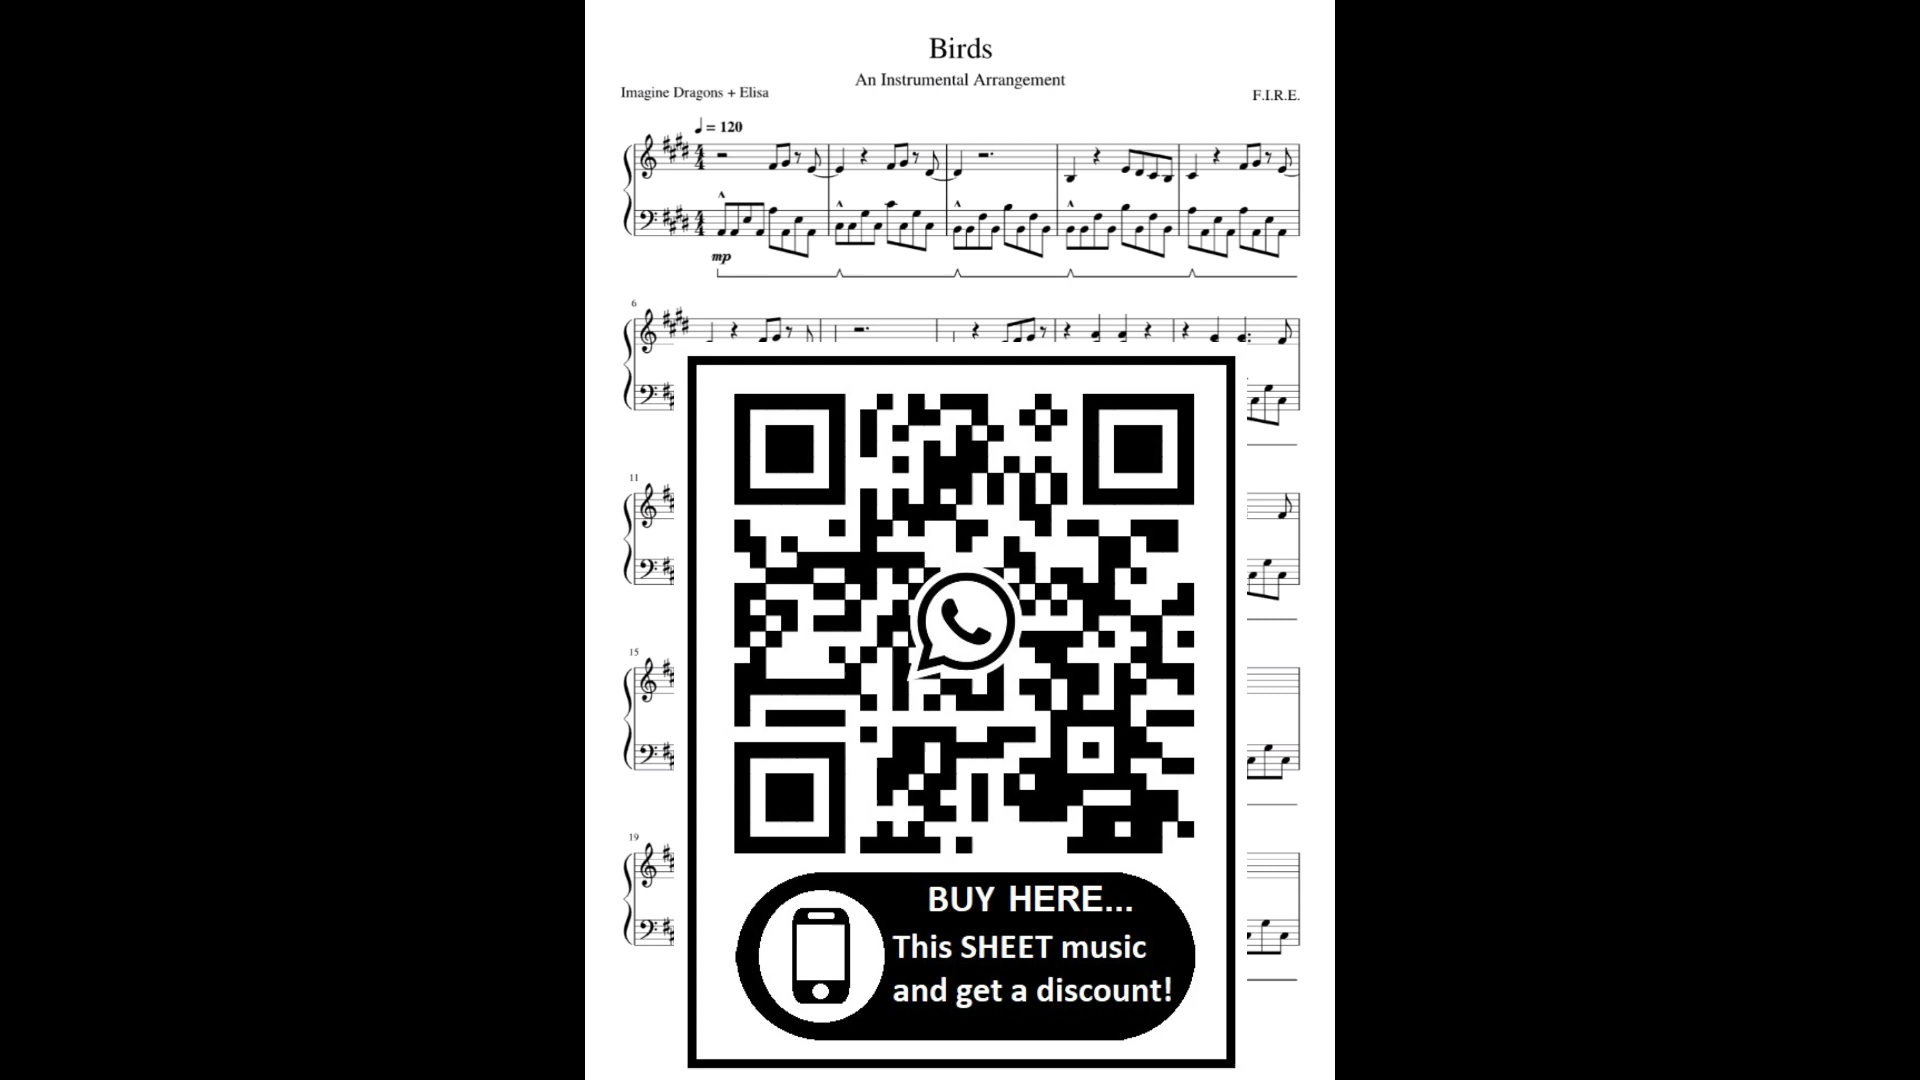 Birds
An Instrumental Arrangement
Imagine Dragons + Elisa
F.I.R.E.
= 120
mp
6
11
15
19
BUY HERE...
This SHEET music
and get a discount!